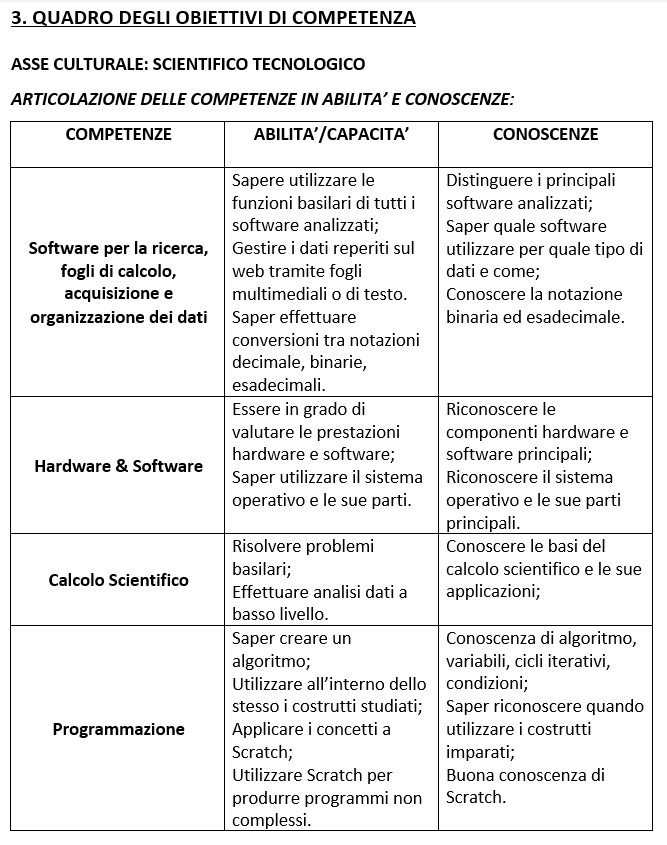 3. QUADRO DEGLI OBIETTIVI DI COMPETENZA
ASSE CULTURALE: SCIENTIFICO TECNOLOGICO
ARTICOLAZIONE DELLE COMPETENZE IN ABILITA’ E CONOSCENZE:
COMPETENZE
ABILITA’/CAPACITA’
CONOSCENZE
Software per la ricerca,
fogli di calcolo,
acquisizione e
organizzazione dei dati
Sapere utilizzare le
funzioni basilari di tutti i
software analizzati;
Gestire i dati reperiti sul
web tramite fogli
multimediali o di testo.
Saper effettuare
conversioni tra notazioni
decimale, binarie,
esadecimali.
Distinguere i principali
software analizzati;
Saper quale software
utilizzare per quale tipo di
dati e come;
Conoscere la notazione
binaria ed esadecimale.
Hardware & Software
Essere in grado di
valutare le prestazioni
hardware e software;
Saper utilizzare il sistema
operativo e le sue parti.
Riconoscere le
componenti hardware e
software principali;
Riconoscere il sistema
operativo e le sue parti
principali.
Calcolo Scientifico
Risolvere problemi
basilari;
Effettuare analisi dati a
basso livello.
Conoscere le basi del
calcolo scientifico e le sue
applicazioni;
Programmazione
Saper creare un
algoritmo;
Utilizzare all’interno dello
stesso i costrutti studiati;
Applicare i concetti a
Scratch;
Utilizzare Scratch per
produrre programmi non
complessi.
Conoscenza di algoritmo,
variabili, cicli iterativi,
condizioni;
Saper riconoscere quando
utilizzare i costrutti
imparati;
Buona conoscenza di
Scratch.